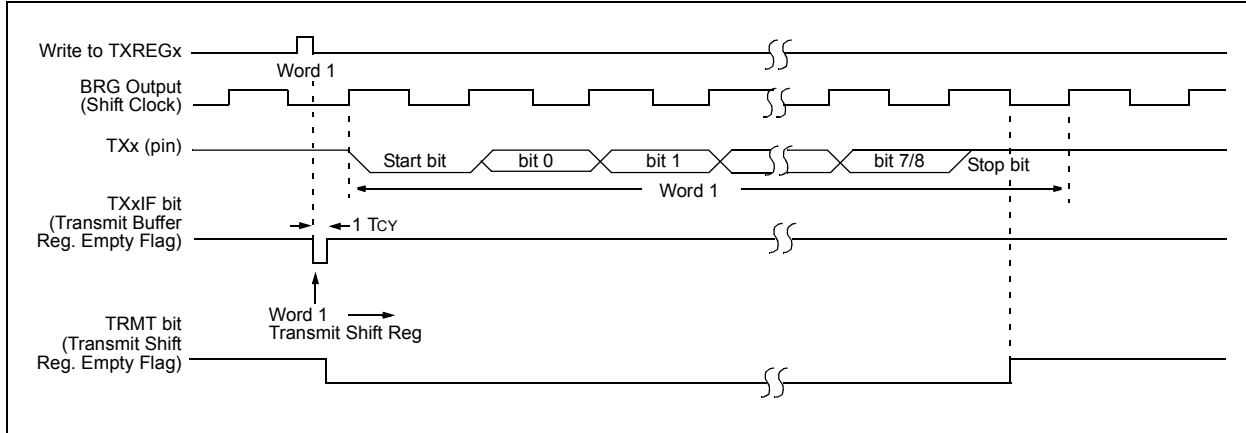 Write to TXREGx
Word 1
BRG Output
(Shift Clock)
TXx (pin)
Start bit
bit 0
bit 1
bit 7/8
Stop bit
Word 1
TXxIF bit
(Transmit Buffer
Reg. Empty Flag)
1 TCY
Word 1
Transmit Shift Reg
TRMT bit
(Transmit Shift
Reg. Empty Flag)